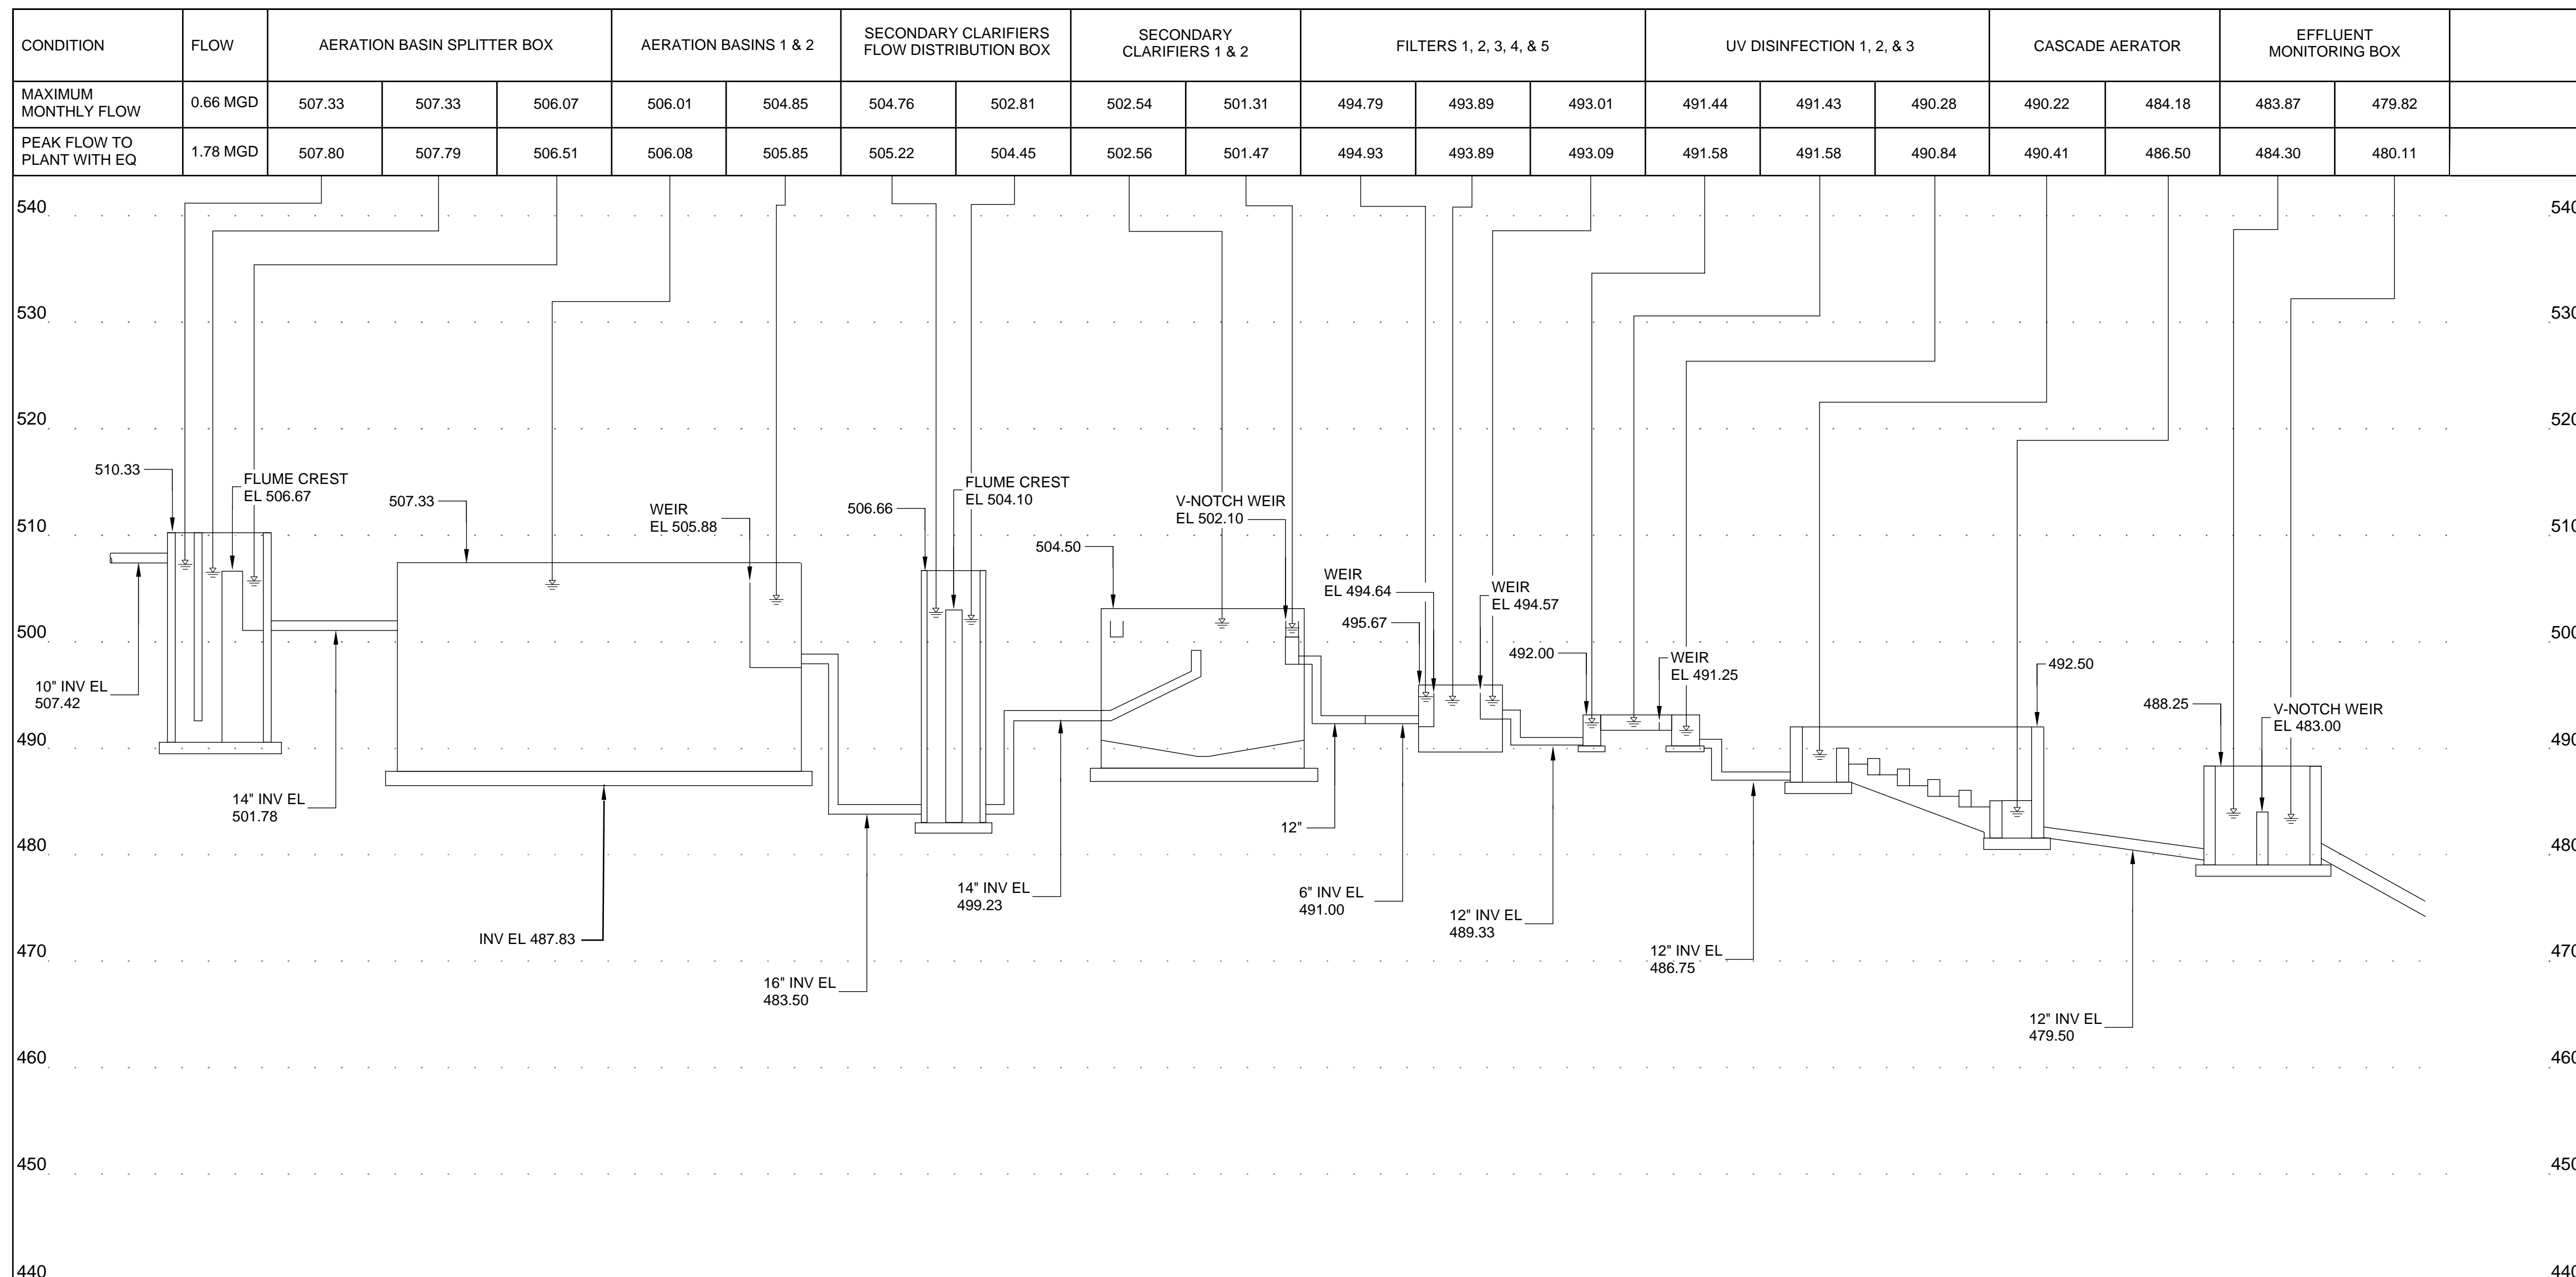 CONDITION
FLOW
AERATION BASIN SPLITTER BOX
AERATION BASINS 1 & 2
SECONDARY CLARIFIERS
FLOW DISTRIBUTION BOX
SECONDARY
CLARIFIERS 1 & 2
FILTERS 1, 2, 3, 4, & 5
UV DISINFECTION 1, 2, & 3
CASCADE AERATOR
EFFLUENT
MONITORING BOX
MAXIMUM
MONTHLY FLOW
0.66 MGD
507.33
507.33
506.07
506.01
504.85
504.76
502.81
502.54
501.31
494.79
493.89
493.01
491.44
491.43
490.28
490.22
484.18
483.87
479.82
PEAK FLOW TO
PLANT WITH EQ
1.78 MGD
507.80
507.79
506.51
506.08
505.85
505.22
504.45
502.56
501.47
494.93
493.89
493.09
491.58
491.58
490.84
490.41
486.50
484.30
480.11
540
540
530
530
520
520
510.33
FLUME CREST
EL 506.67
507.33
WEIR
EL 505.88
506.66
FLUME CREST
EL 504.10
V-NOTCH WEIR
EL 502.10
510
510
504.50
WEIR
EL 494.64
WEIR
EL 494.57
495.67
500
500
492.00
WEIR
EL 491.25
492.50
10" INV EL
507.42
488.25
V-NOTCH WEIR
EL 483.00
490
490
14" INV EL
501.78
12"
480
480
14" INV EL
499.23
6" INV EL
491.00
12" INV EL
489.33
INV EL 487.83
470
470
12" INV EL
486.75
16" INV EL
483.50
12" INV EL
479.50
460
460
450
450
440
440